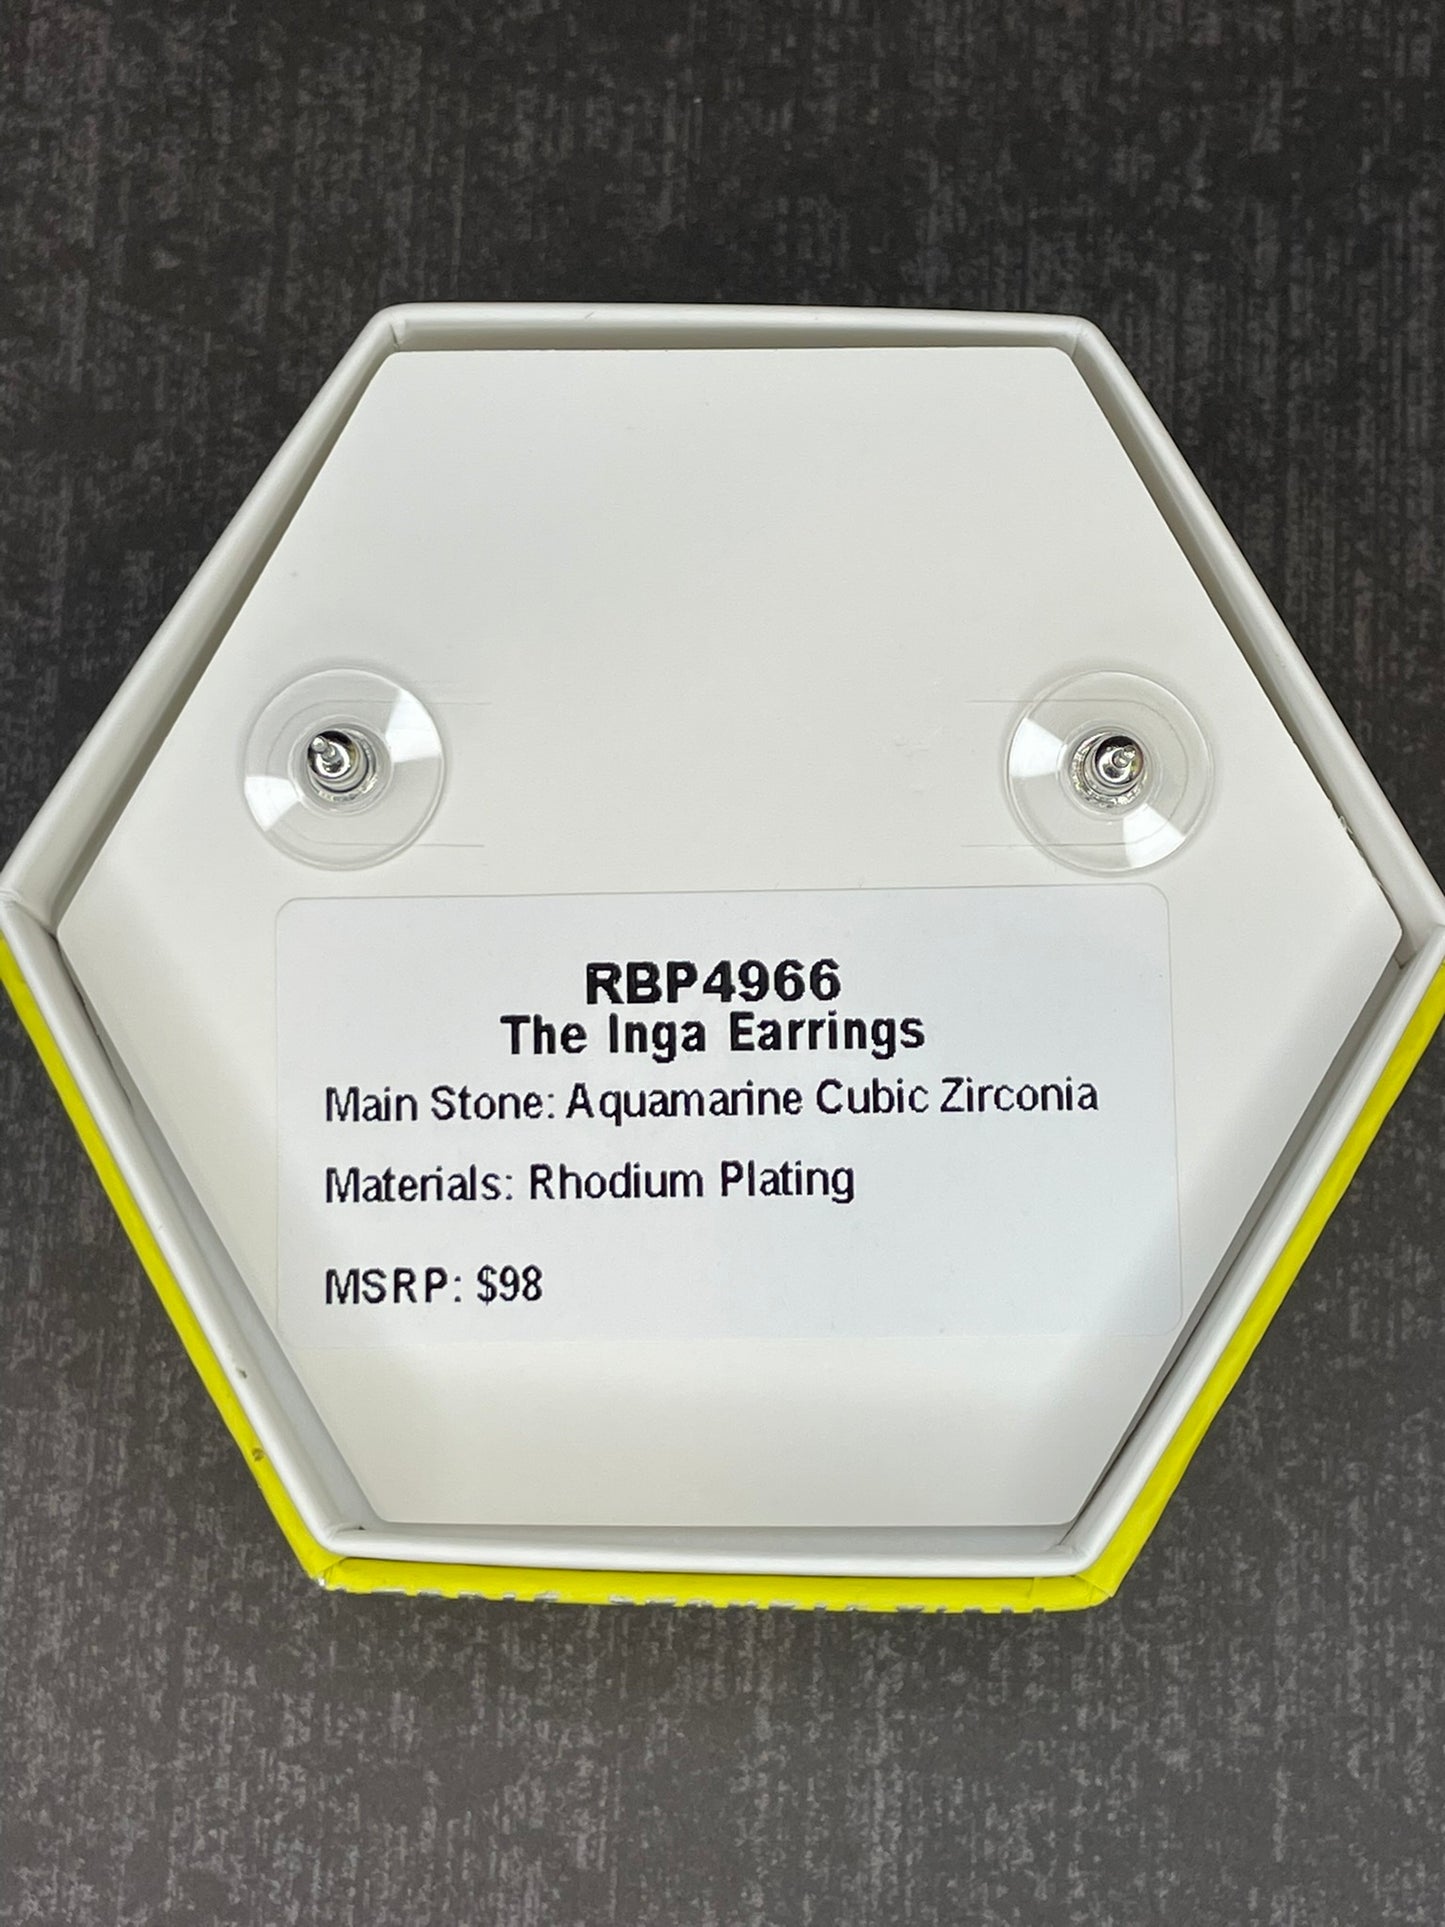 RBP4966
The Inga Earrings
Main Stone: Aquamarine Cubic Zirconia
Materials: Rhodium Plating
MSRP: $98